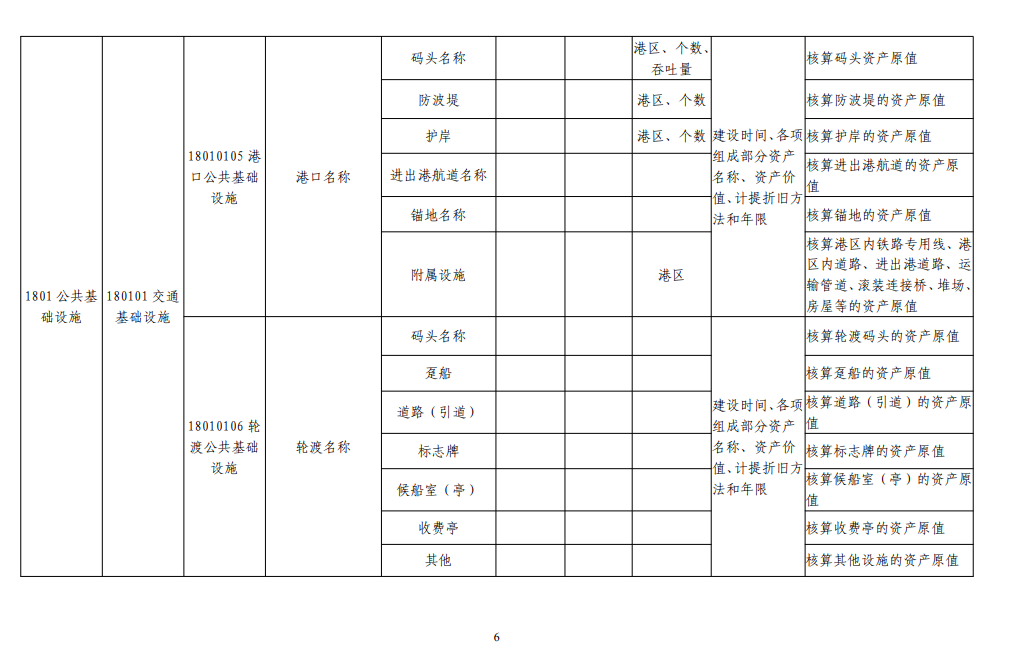 1801 公共基
础设施
180101 交通
基础设施
18010105 港
口公共基础
设施
港口名称
码头名称
港区、个数、
吞吐量
建设时间、各项
组成部分资产
名称、资产价
值、计提折旧方
法和年限
核算码头资产原值
防波堤
港区、个数
核算防波堤的资产原值
护岸
港区、个数
核算护岸的资产原值
进出港航道名称
核算进出港航道的资产原
值
锚地名称
核算锚地的资产原值
附属设施
港区
核算港区内铁路专用线、港
区内道路、进出港道路、运
输管道、滚装连接桥、堆场、
房屋等的资产原值
18010106 轮
渡公共基础
设施
轮渡名称
码头名称
建设时间、各项
组成部分资产
名称、资产价
值、计提折旧方
法和年限
核算轮渡码头的资产原值
趸船
核算趸船的资产原值
道路（引道）
核算道路（引道）的资产原
值
标志牌
核算标志牌的资产原值
候船室（亭）
核算候船室（亭）的资产原
值
收费亭
核算收费亭的资产原值
其他
核算其他设施的资产原值
6